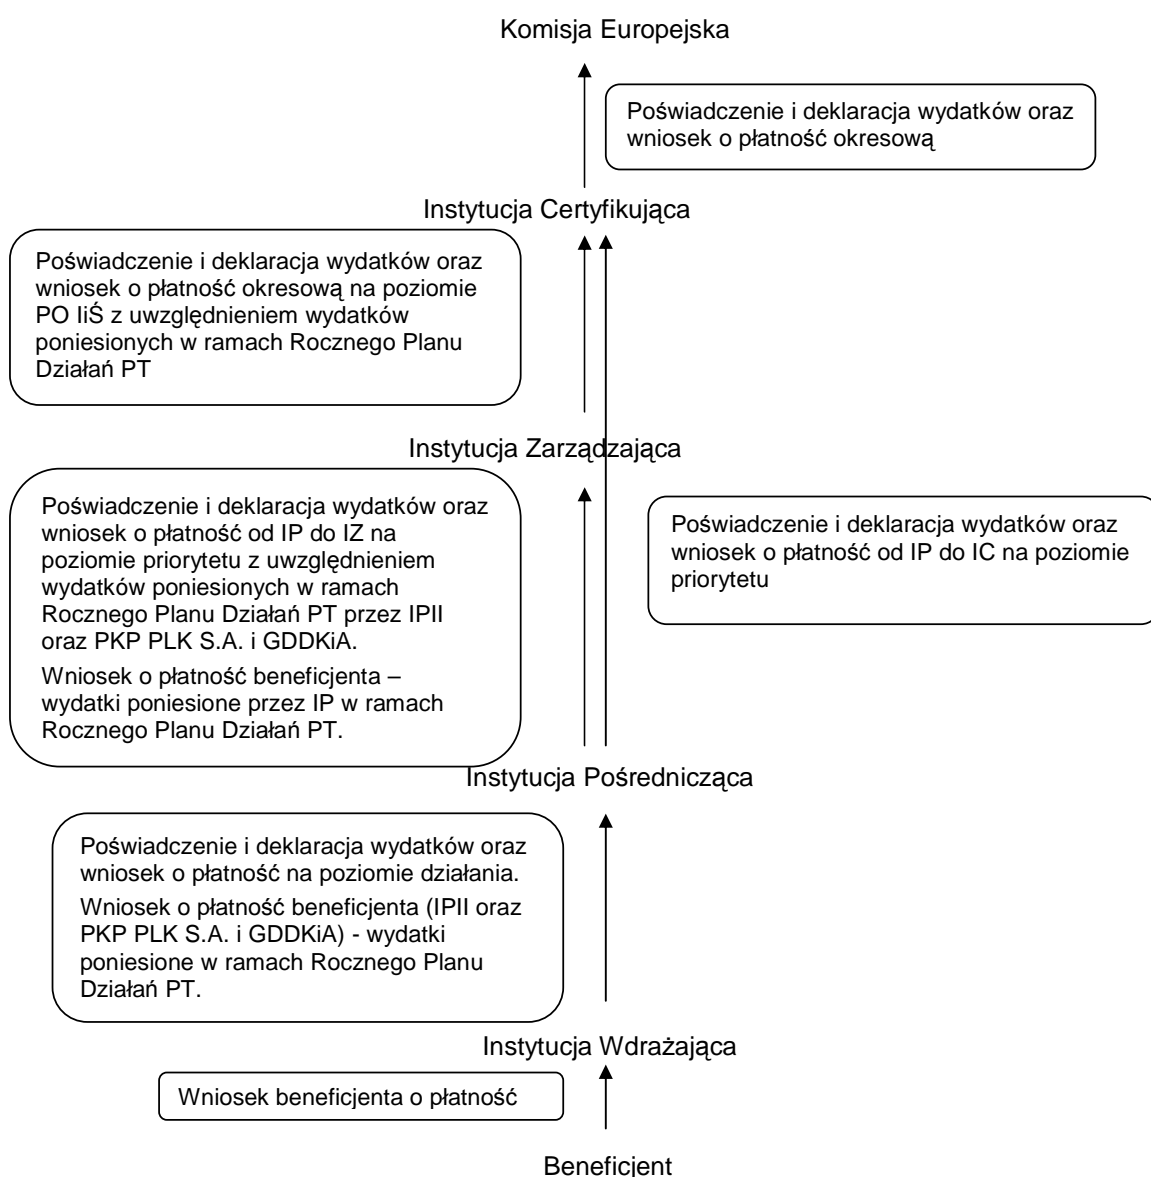 Komisja Europejska
Poświadczenie i deklaracja wydatków oraz
wniosek o płatność okresową
Instytucja Certyfikująca
Poświadczenie i deklaracja wydatków oraz
wniosek o płatność okresową na poziomie
PO IiŚ z uwzględnieniem wydatków
poniesionych w ramach Rocznego Planu
Działań PT
Instytucja Zarządzająca
Poświadczenie i deklaracja wydatków oraz
wniosek o płatność od IP do IZ na
poziomie priorytetu z uwzględnieniem
wydatków poniesionych w ramach
Rocznego Planu Działań PT przez IPII
oraz PKP PLK S.A. i GDDKiA.
Wniosek o płatność beneficjenta –
wydatki poniesione przez IP w ramach
Rocznego Planu Działań PT.
Poświadczenie i deklaracja wydatków oraz
wniosek o płatność od IP do IC na poziomie
priorytetu
Instytucja Pośrednicząca
Poświadczenie i deklaracja wydatków oraz
wniosek o płatność na poziomie działania.
Wniosek o płatność beneficjenta (IPII oraz
PKP PLK S.A. i GDDKiA) - wydatki
poniesione w ramach Rocznego Planu
Działań PT.
Instytucja Wdrażająca
Wniosek beneficjenta o płatność
Beneficjent